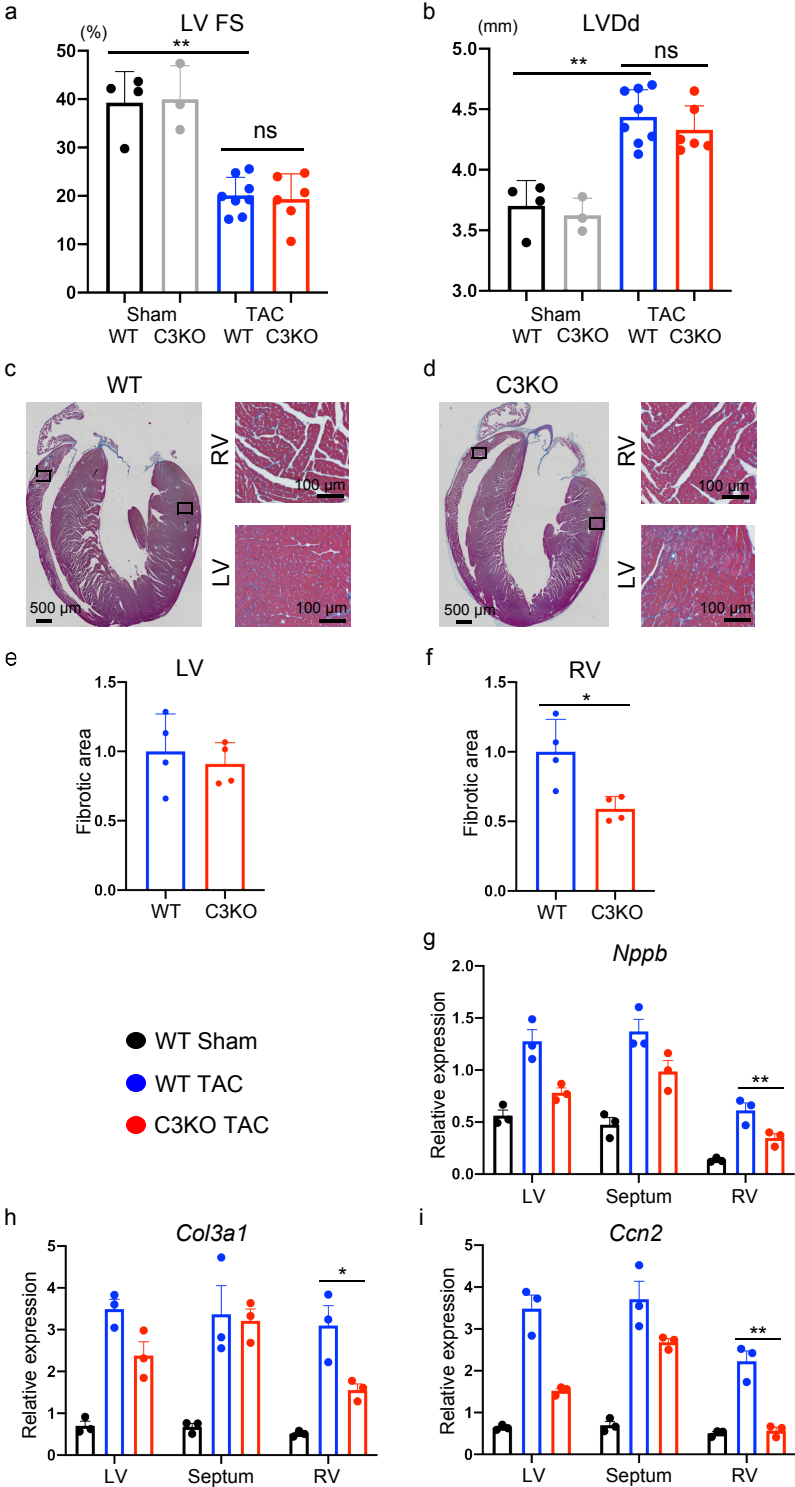 a
LV FS
(%)
**
ns
50
40
30
20
10
0
Sham
TAC
WT
C3KO
WT
C3KO
b
LVDd
(mm)
**
ns
5.0
4.5
4.0
3.5
3.0
Sham
TAC
WT
C3KO
WT
C3KO
c
WT
RV
100 µm
LV
100 µm
500 µm
d
C3KO
RV
100 µm
LV
100 µm
500 µm
e
LV
Fibrotic area
1.5
1.0
0.5
0.0
WT
C3KO
f
RV
*
Fibrotic area
1.5
1.0
0.5
0.0
WT
C3KO
WT Sham
WT TAC
C3KO TAC
g
Nppb
Relative expression
2.0
1.5
1.0
0.5
0.0
**
LV
Septum
RV
h
Col3a1
Relative expression
5
4
3
2
1
0
*
LV
Septum
RV
i
Ccn2
Relative expression
5
4
3
2
1
0
**
LV
Septum
RV